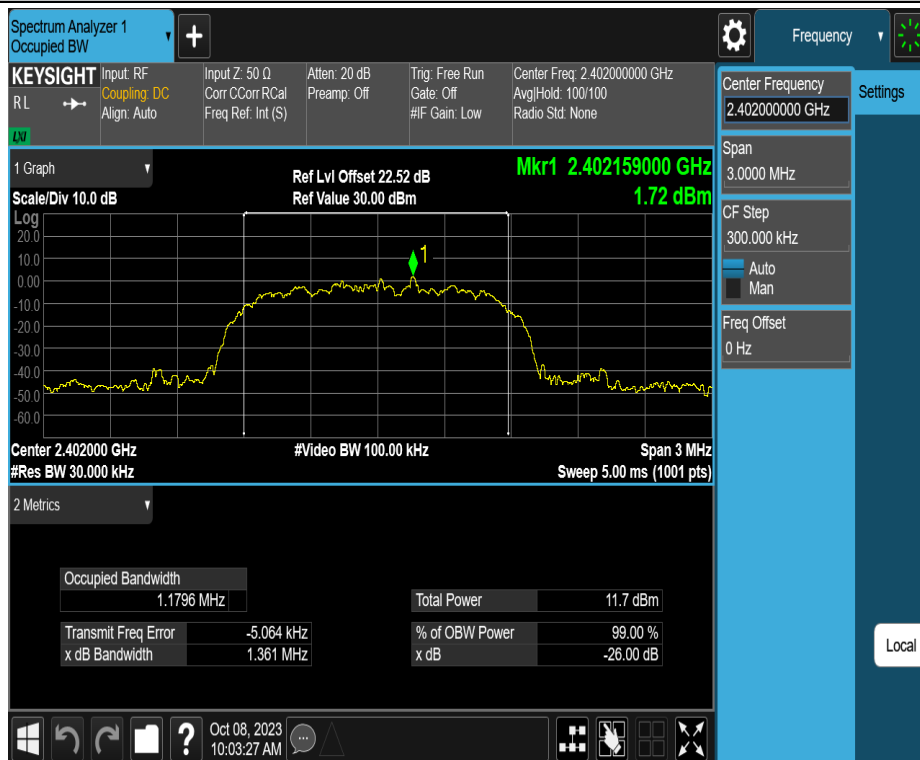 Spectrum Analyzer 1
Occupied BW
Frequency
KEYSIGHT
RL
LXI
Input: RF
Coupling: DC
Align: Auto
Input Z: 50 Ω
Corr CCorr RCal
Freq Ref: Int (S)
Atten: 20 dB
Preamp: Off
Trig: Free Run
Gate: Off
#IF Gain: Low
Center Freq: 2.402000000 GHz
Avg|Hold: 100/100
Radio Std: None
Center Frequency
2.402000000 GHz
Settings
Span
3.0000 MHz
CF Step
300.000 kHz
Auto
Man
Freq Offset
0 Hz
1 Graph
Scale/Div 10.0 dB
Ref Lvl Offset 22.52 dB
Ref Value 30.00 dBm
Mkr1 2.402159000 GHz
1.72 dBm
Log
20.0
10.0
0.00
-10.0
-20.0
-30.0
-40.0
-50.0
-60.0
1
Center 2.402000 GHz
#Video BW 100.00 kHz
Span 3 MHz
#Res BW 30.000 kHz
Sweep 5.00 ms (1001 pts)
2 Metrics
Occupied Bandwidth
1.1796 MHz
Total Power 11.7 dBm
Transmit Freq Error -5.064 kHz
% of OBW Power 99.00 %
x dB Bandwidth 1.361 MHz
x dB -26.00 dB
Local
?
Oct 08, 2023
10:03:27 AM